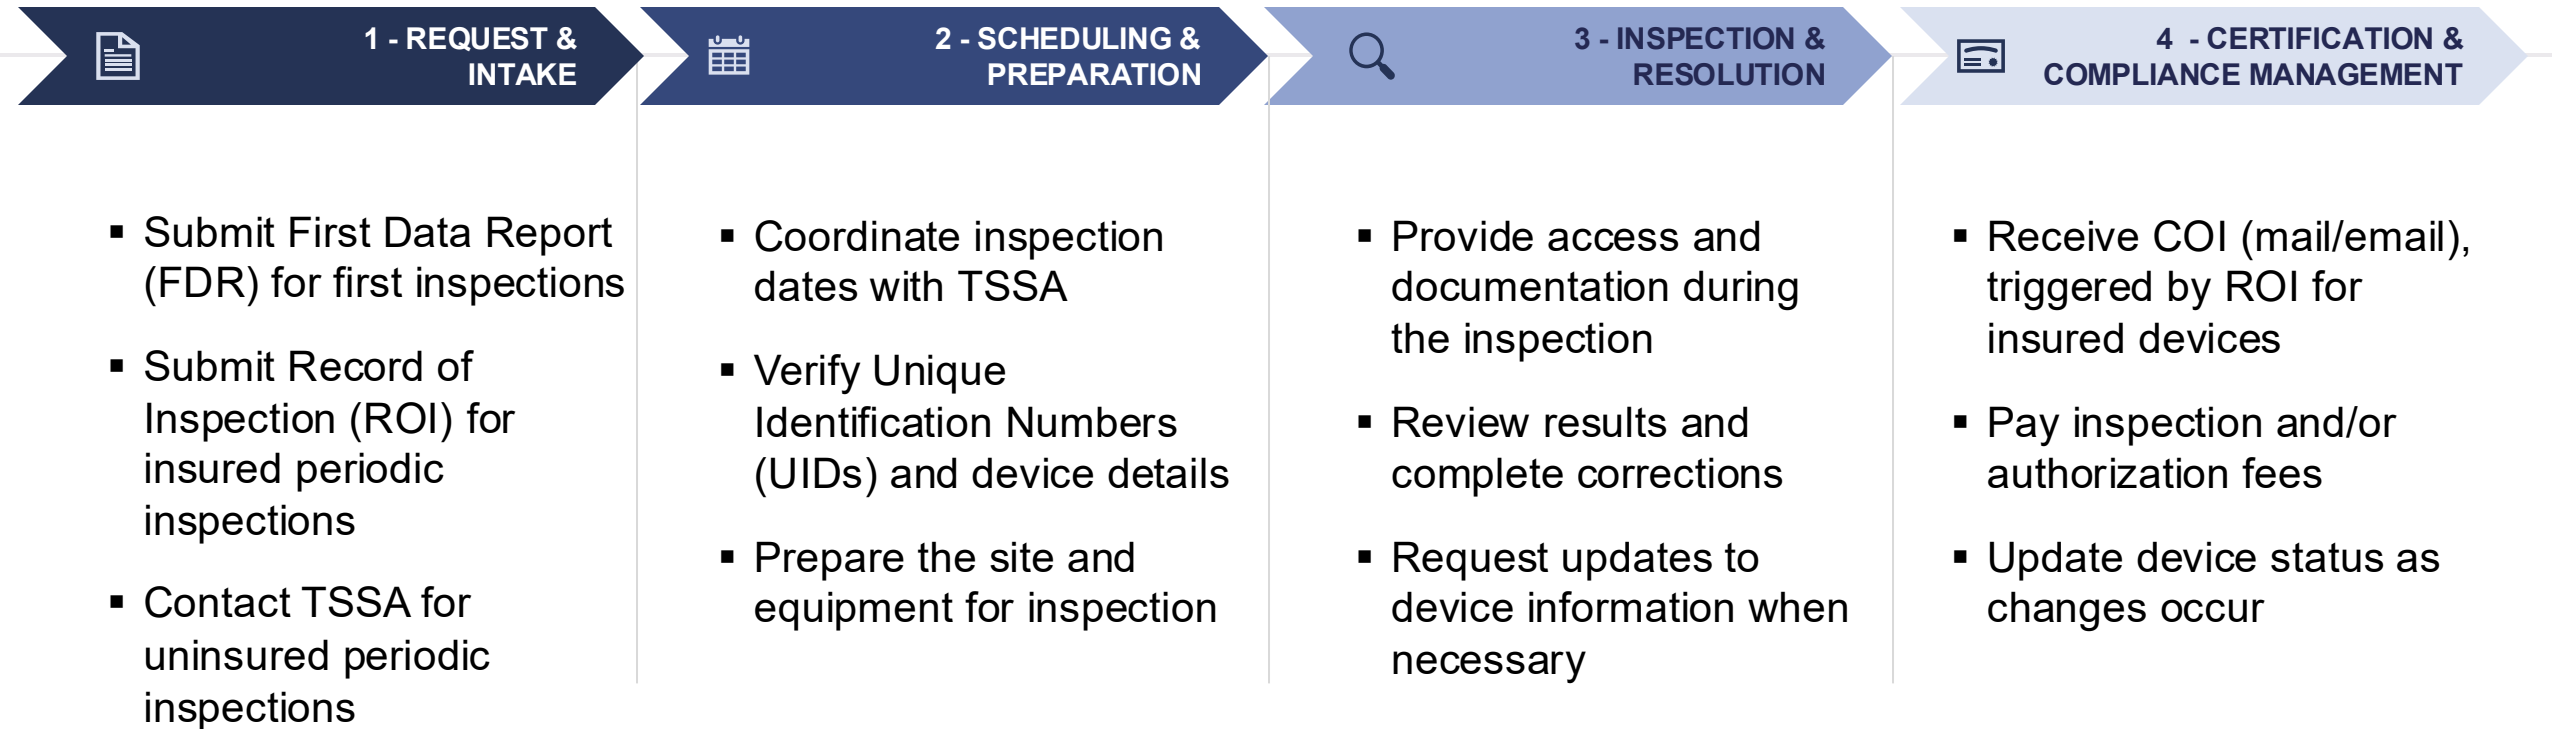 1 - REQUEST &
INTAKE
2 - SCHEDULING &
PREPARATION
3 - INSPECTION &
RESOLUTION
4 - CERTIFICATION &
COMPLIANCE MANAGEMENT
▪ Submit First Data Report
(FDR) for first inspections
▪ Submit Record of
Inspection (ROI) for
insured periodic
inspections
▪ Contact TSSA for
uninsured periodic
inspections
▪ Coordinate inspection
dates with TSSA
▪ Verify Unique
Identification Numbers
(UIDs) and device details
▪ Prepare the site and
equipment for inspection
▪ Provide access and
documentation during
the inspection
▪ Review results and
complete corrections
▪ Request updates to
device information when
necessary
▪ Receive COI (mail/email),
triggered by ROI for
insured devices
▪ Pay inspection and/or
authorization fees
▪ Update device status as
changes occur